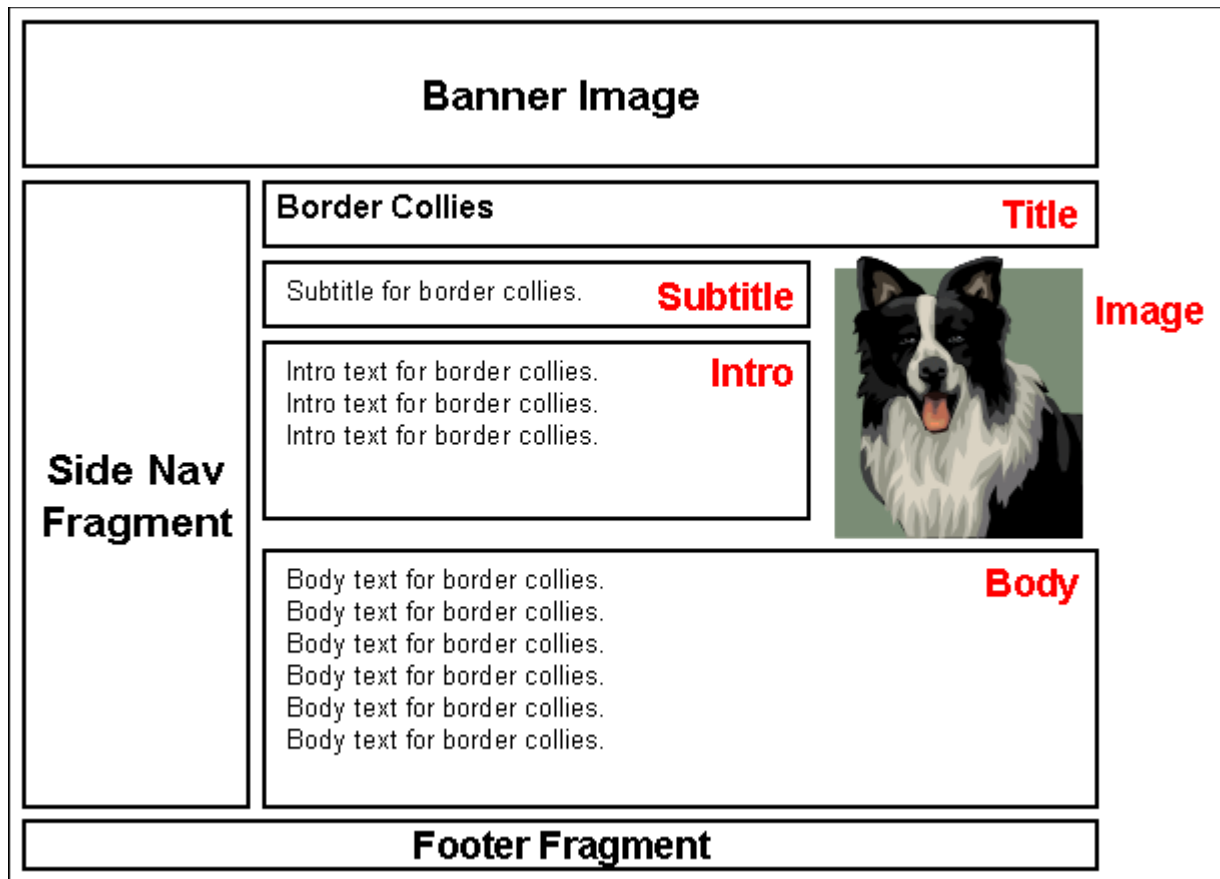 Banner Image
Border Collies
Title
Subtitle for border collies.
Subtitle
Image
Intro text for border collies.
Intro
Intro text for border collies.
Intro text for border collies.
Side Nav
Fragment
Body text for border collies.
Body
Body text for border collies.
Body text for border collies.
Body text for border collies.
Body text for border collies.
Body text for border collies.
Footer Fragment